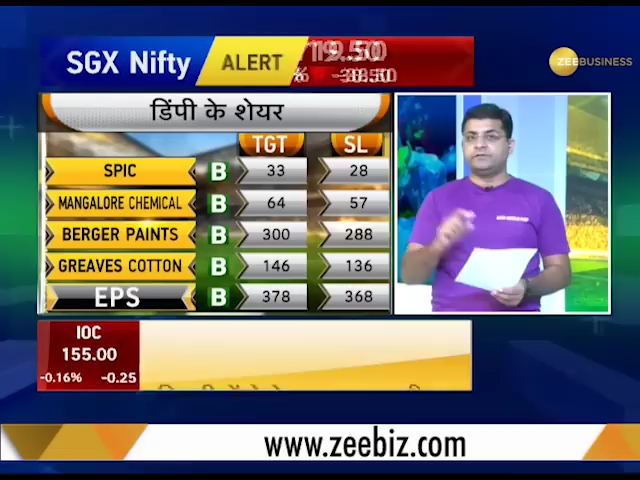 SGX Nifty ALERT
ZEEBUSINESS
डिंपी के शेयर
TGT SL
SPIC B 33 28
MANGALORE CHEMICAL B 64 57
BERGER PAINTS B 300 288
GREAVES COTTON B 146 136
EPS B 378 368
IOC
155.00
-0.16% -0.25
www.zeebiz.com